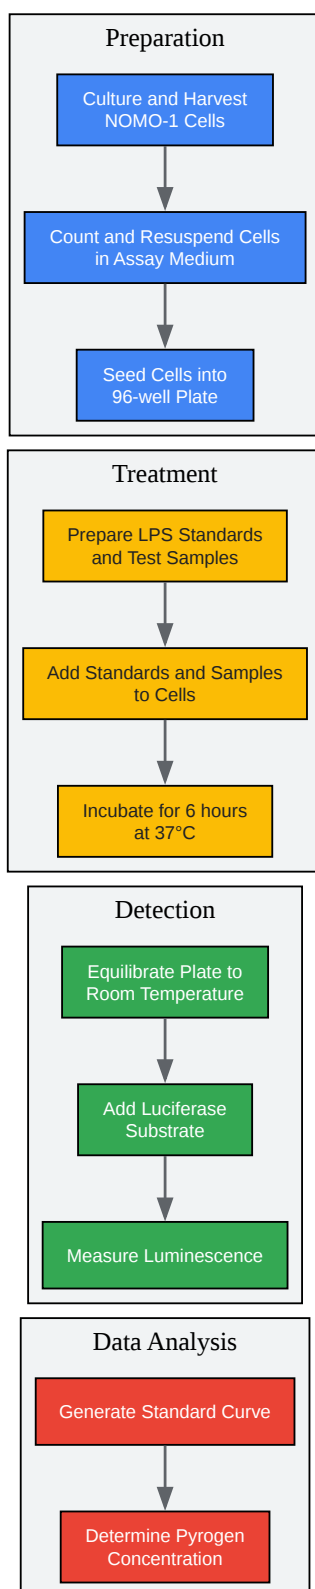 Preparation
Culture and Harvest
NOMO-1 Cells
Count and Resuspend Cells
in Assay Medium
Seed Cells into
96-well Plate
Treatment
Prepare LPS Standards
and Test Samples
Add Standards and Samples
to Cells
Incubate for 6 hours
at 37°C
Detection
Equilibrate Plate to
Room Temperature
Add Luciferase
Substrate
Measure Luminescence
Data Analysis
Generate Standard Curve
Determine Pyrogen
Concentration